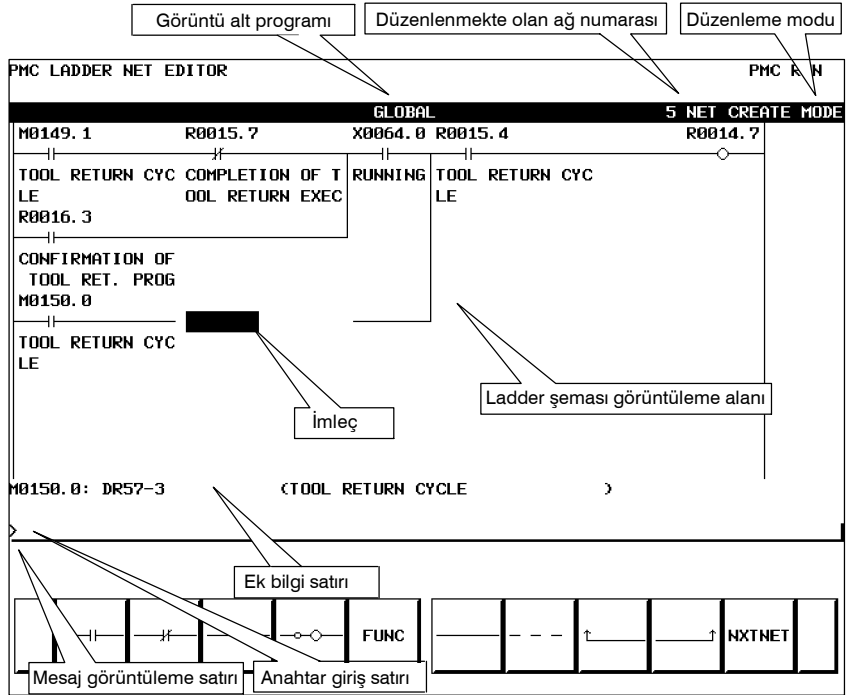 Görüntü alt programı
Düzenlenmekte olan ağ numarası
Düzenleme modu
PMC LADDER NET EDITOR
PMC R N
GLOBAL
5 NET CREATE MODE
M0149.1 R0015.7 X0064.0 R0015.4 R0014.7
TOOL RETURN CYC COMPLETION OF T RUNNING TOOL RETURN CYC
LE OOL RETURN EXEC LE
R0016.3
CONFIRMATION OF
TOOL RET. PROG
M0150.0
TOOL RETURN CYC
LE
Ladder şeması görüntüleme alanı
İmleç
M0150.0: DR57-3 (TOOL RETURN CYCLE )
>
Ek bilgi satırı
FUNC
NXTNET
Mesaj görüntüleme satırı
Anahtar giriş satırı